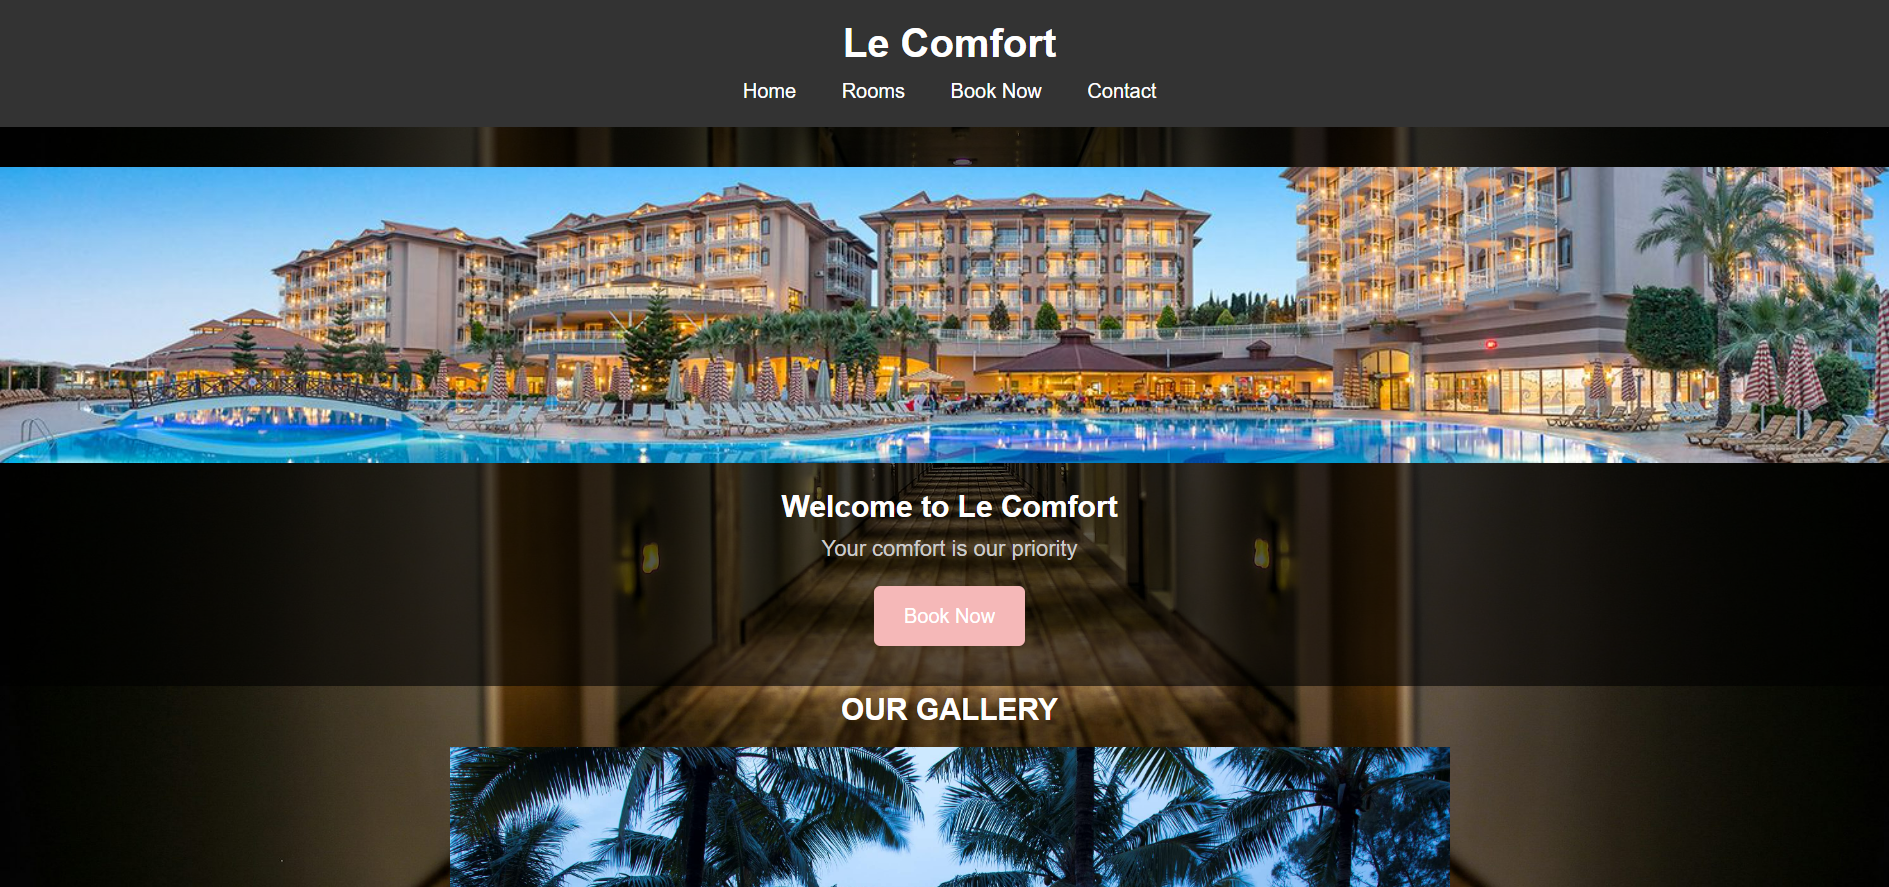 Le Comfort
Home Rooms Book Now Contact
Welcome to Le Comfort
Your comfort is our priority
Book Now
OUR GALLERY